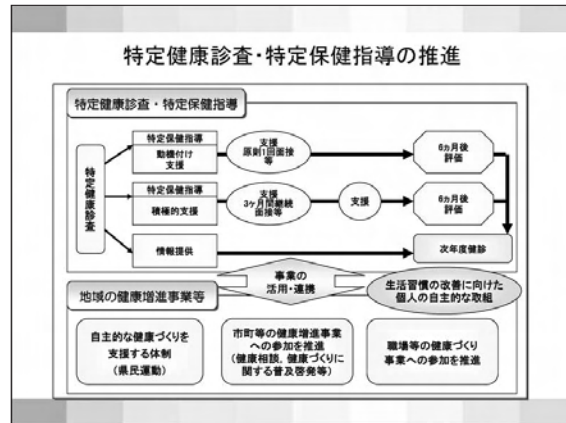 特定健康診査・特定保健指導の推進
特定健康診査・特定保健指導
特定健康診査
特定保健指導
動機付け
支援
支援
原則1回面接
等
6ヵ月後
評価
特定保健指導
積極的支援
支援
3ヶ月間継続
面接等
支援
6ヵ月後
評価
情報提供
次年度健診
事業の
活用・連携
生活習慣の改善に向けた
個人の自主的な取組
地域の健康増進事業等
自主的な健康づくりを
支援する体制
(県民運動)
市町等の健康増進事業
への参加を推進
(健康相談、健康づくりに
関する普及啓発等)
職場等の健康づくり
事業への参加を推進